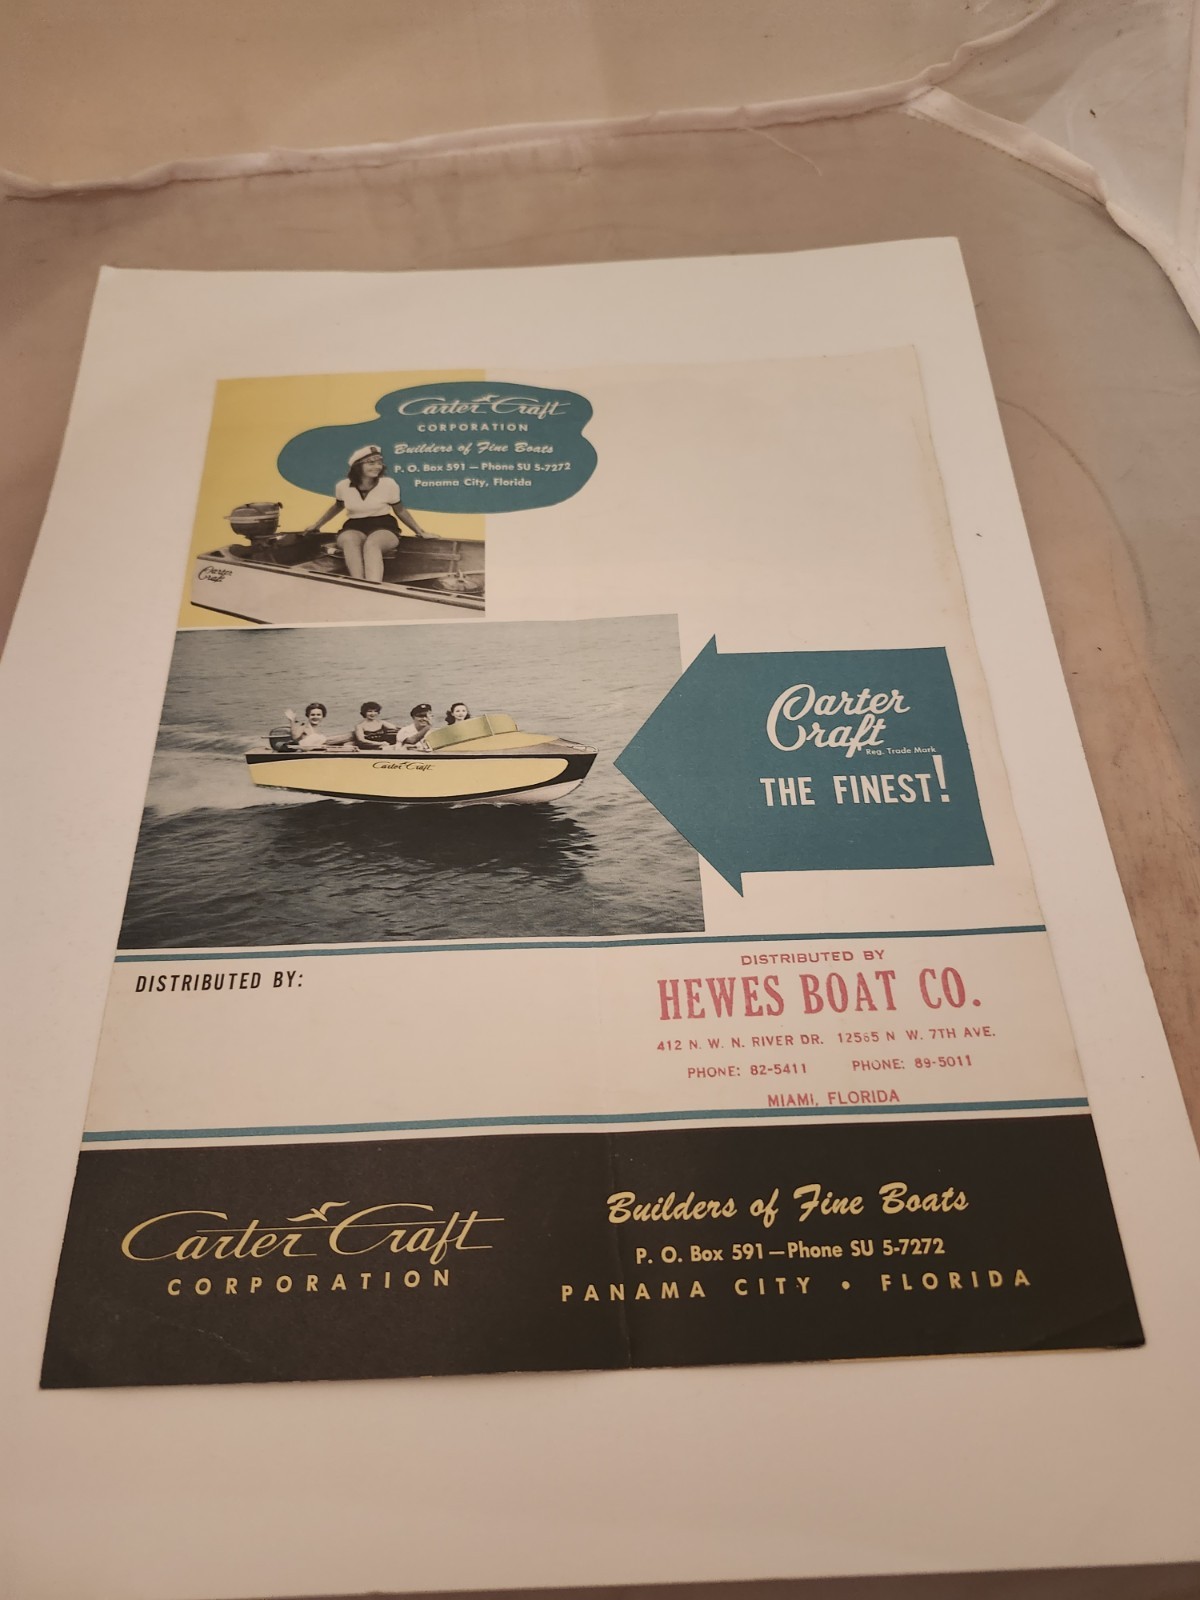 Carter Craft
CORPORATION
Builders of Fine Boats
P. O. Box 591 — Phone SU 5-7272
Panama City, Florida
Carter
Craft
Carter Craft
Carter
Craft
Reg. Trade Mark
THE FINEST!
DISTRIBUTED BY:
DISTRIBUTED BY
HEWES BOAT CO.
412 N. W. N. RIVER DR. 12565 N W. 7TH AVE.
PHONE: 82-5411 PHONE: 89-5011
MIAMI, FLORIDA
Carter Craft
CORPORATION
Builders of Fine Boats
P. O. Box 591—Phone SU 5-7272
PANAMA CITY • FLORIDA